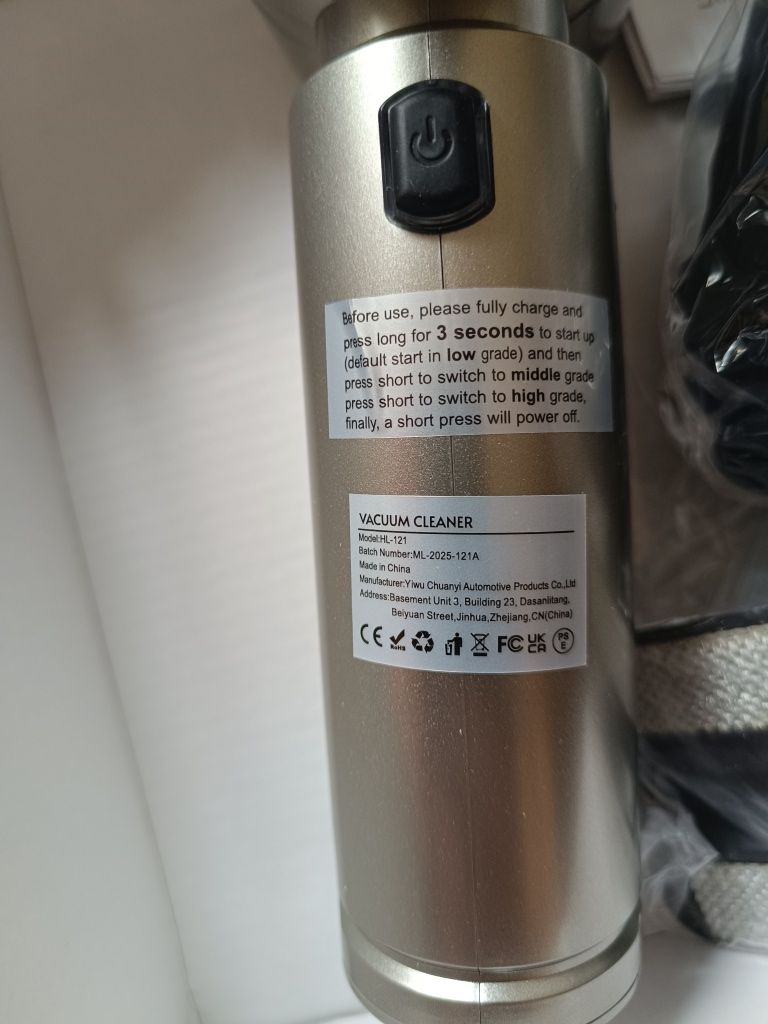 Before use, please fully charge and
press long for 3 seconds to start up
(default start in low grade) and then
press short to switch to middle grade
press short to switch to high grade,
finally, a short press will power off.
VACUUM CLEANER
Model:HL-121
Batch Number:ML-2025-121A
Made in China
Manufacturer:Yiwu Chuanyi Automotive Products Co.,Ltd
Address:Basement Unit 3, Building 23, Dasanlitang,
Beiyuan Street,Jinhua,Zhejiang,CN(China)
CE RoHS FC UK CA PS E